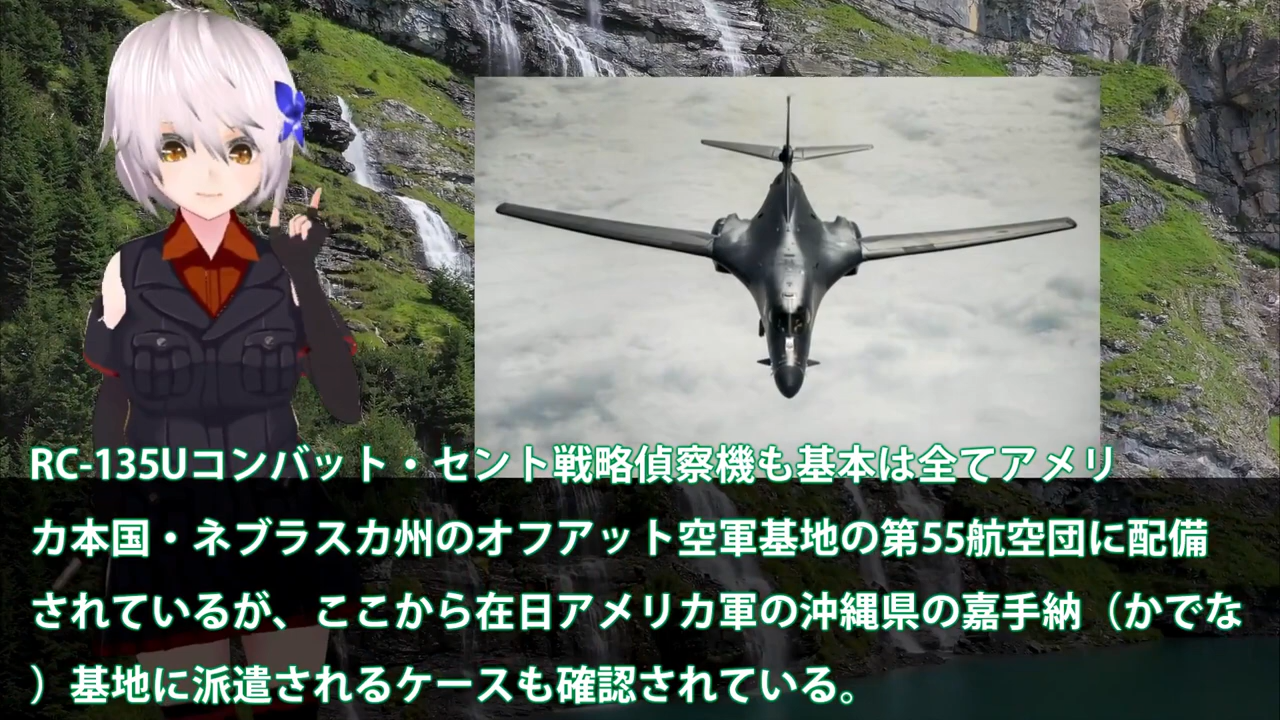 RC-135Uコンバット・セント戦略偵察機も基本は全てアメリ
カ本国・ネブラスカ州のオフアット空軍基地の第55航空団に配備
されているが、ここから在日アメリカ軍の沖縄県の嘉手納（かでな
）基地に派遣されるケースも確認されている。